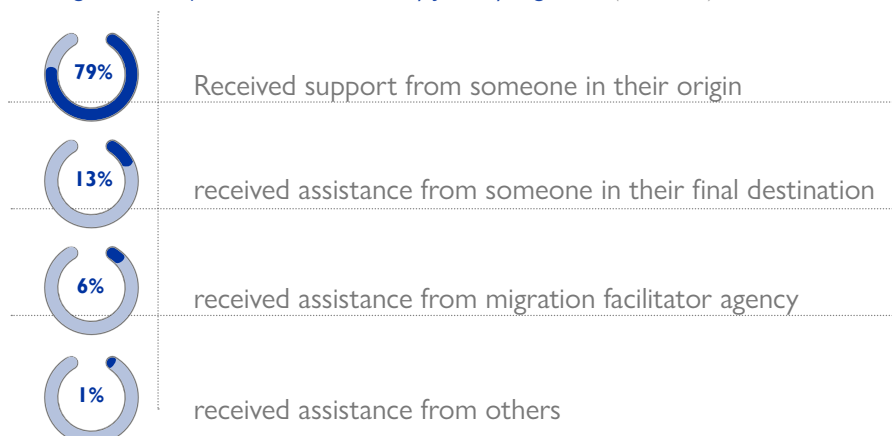 79%
Received support from someone in their origin
13%
received assistance from someone in their final destination
6%
received assistance from migration facilitator agency
1%
received assistance from others